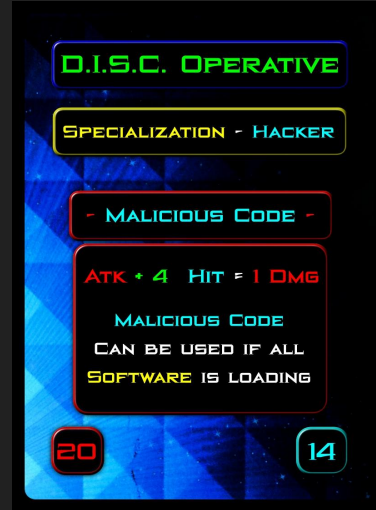 D.I.S.C. Operative
Specialization - Hacker
- Malicious Code -
Atk + 4 Hit = 1 Dmg
Malicious Code
Can be used if all
Software is loading
20
14